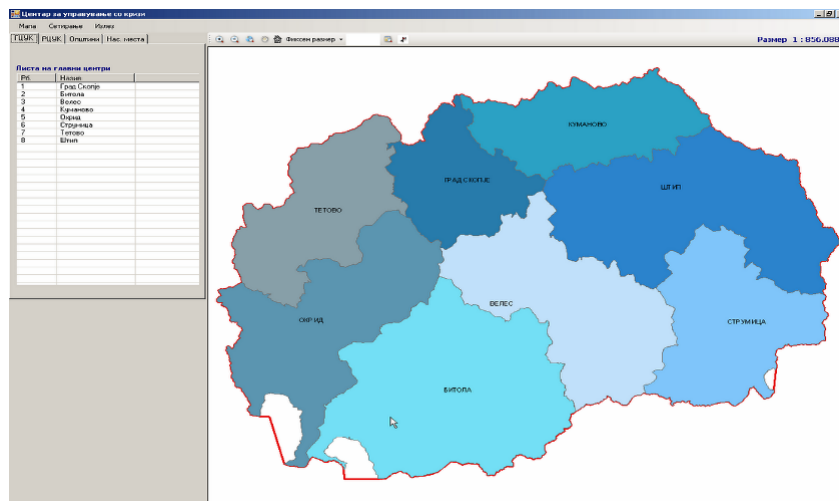 Центар за управување со кризи
Мапа Сетирање Излез
ГЦУК РЦУК Општини Нас. места
Фиксен размер
Размер 1 : 856.088
Листа на главни центри
Рб. Назив
1 Град Скопје
2 Битола
3 Велес
4 Куманово
5 Охрид
6 Струмица
7 Тетово
8 Штип
КУМАНОВО
ГРАД СКОПЈЕ
ШТИП
ТЕТОВО
ВЕЛЕС
ОХРИД
СТРУМИЦА
БИТОЛА